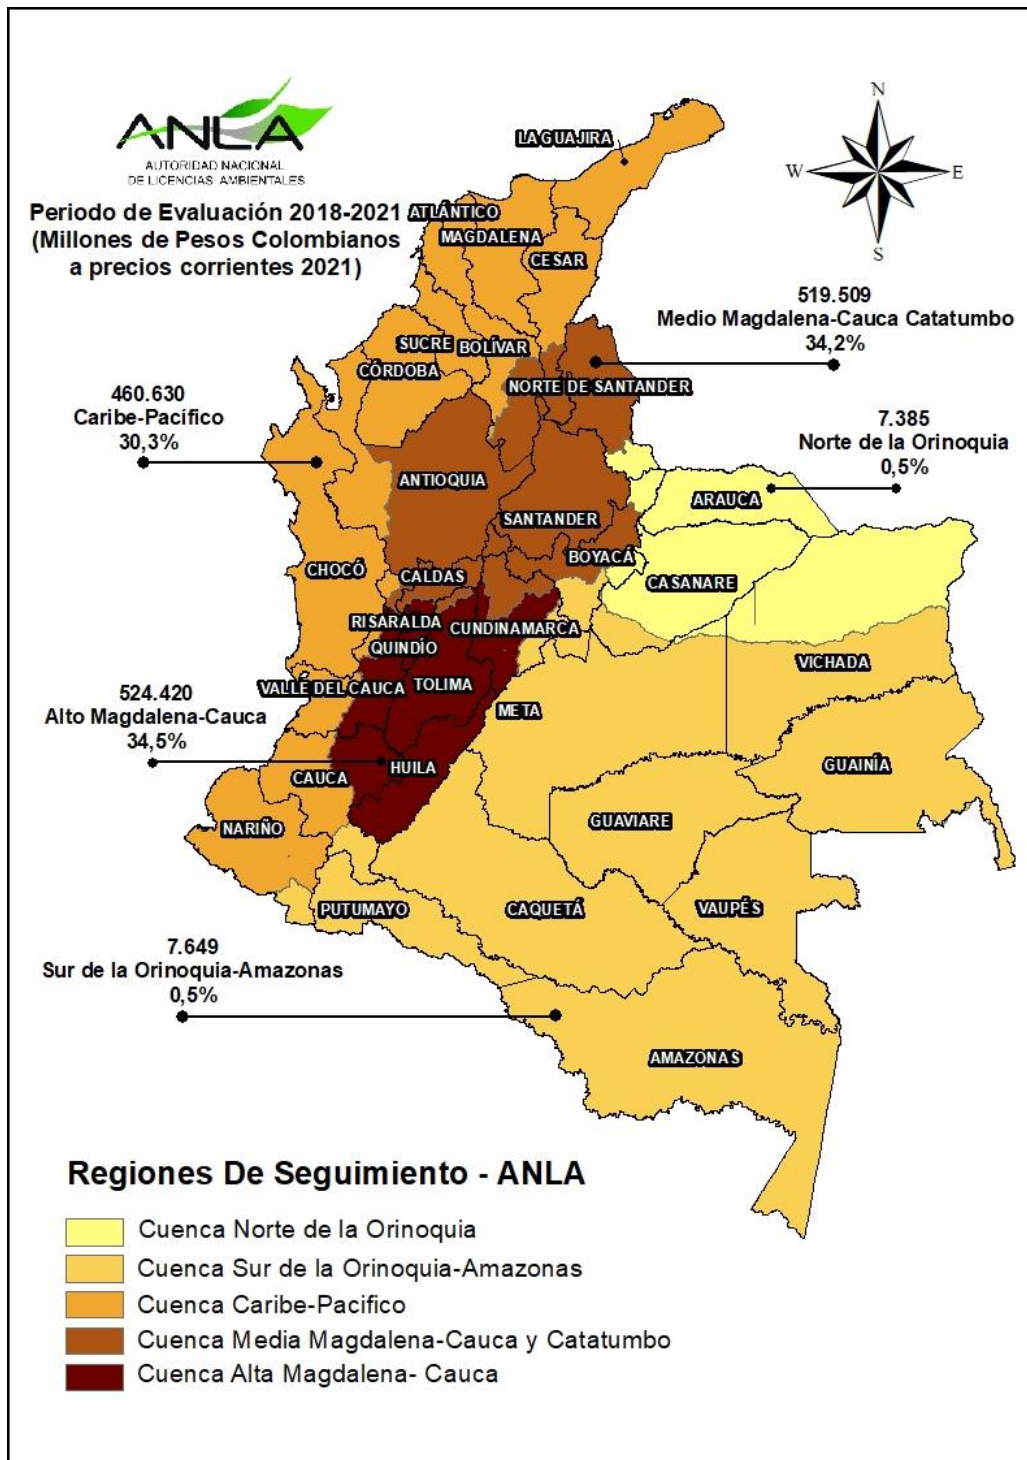 ANLA
AUTORIDAD NACIONAL
DE LICENCIAS AMBIENTALES
Periodo de Evaluación 2018-2021
(Millones de Pesos Colombianos
a precios corrientes 2021)
N
W
E
S
LA GUAJIRA
ATLÁNTICO
MAGDALENA
CESAR
519.509
Medio Magdalena-Cauca Catatumbo
34,2%
SUCRE
BOLÍVAR
CÓRDOBA
NORTE DE SANTANDER
460.630
Caribe-Pacífico
30,3%
7.385
Norte de la Orinoquia
0,5%
ANTIOQUIA
ARAUCA
SANTANDER
BOYACÁ
CHOCÓ
CALDAS
CASANARE
RISARALDA
CUNDINAMARCA
QUINDÍO
VICHADA
VALLE DEL CAUCA
TOLIMA
524.420
Alto Magdalena-Cauca
34,5%
META
CAUCA
HUILA
GUAINÍA
NARIÑO
GUAVIARE
PUTUMAYO
CAQUETÁ
VAUPÉS
7.649
Sur de la Orinoquia-Amazonas
0,5%
AMAZONAS
Regiones De Seguimiento - ANLA
Cuenca Norte de la Orinoquia
Cuenca Sur de la Orinoquia-Amazonas
Cuenca Caribe-Pacifico
Cuenca Media Magdalena-Cauca y Catatumbo
Cuenca Alta Magdalena- Cauca